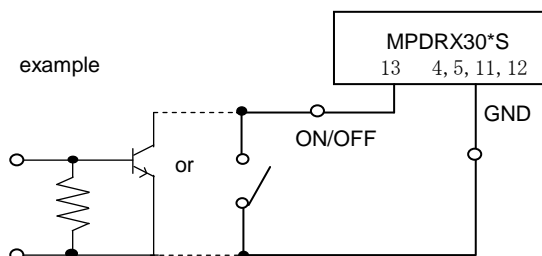 MPDRX30*S
13 4, 5, 11, 12
example
GND
ON/OFF
or